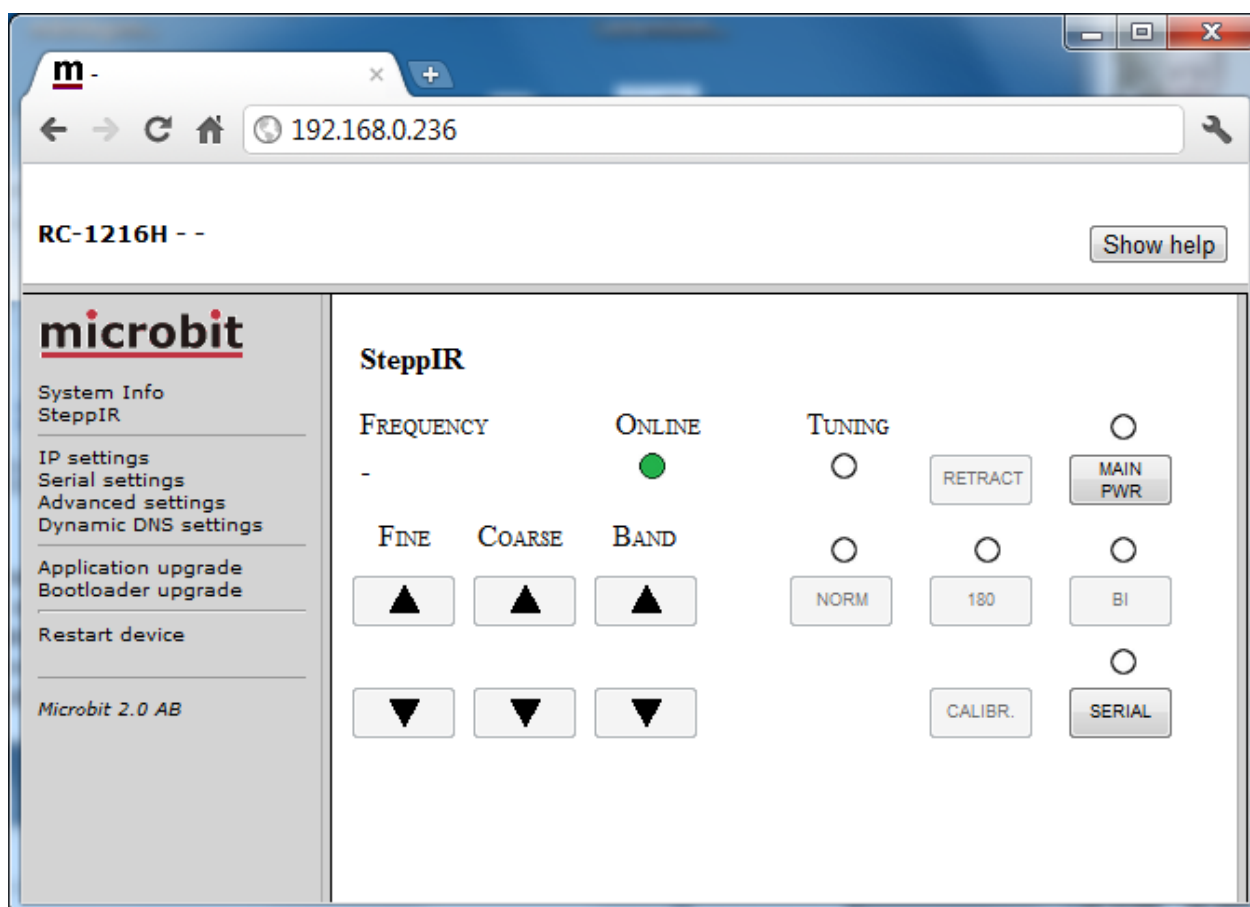 m -
192.168.0.236
RC-1216H - -
Show help
microbit
System Info
SteppIR
IP settings
Serial settings
Advanced settings
Dynamic DNS settings
Application upgrade
Bootloader upgrade
Restart device
Microbit 2.0 AB
SteppIR
FREQUENCY ONLINE TUNING
-
RETRACT
MAIN
PWR
FINE COARSE BAND
NORM 180 BI
CALIBR. SERIAL